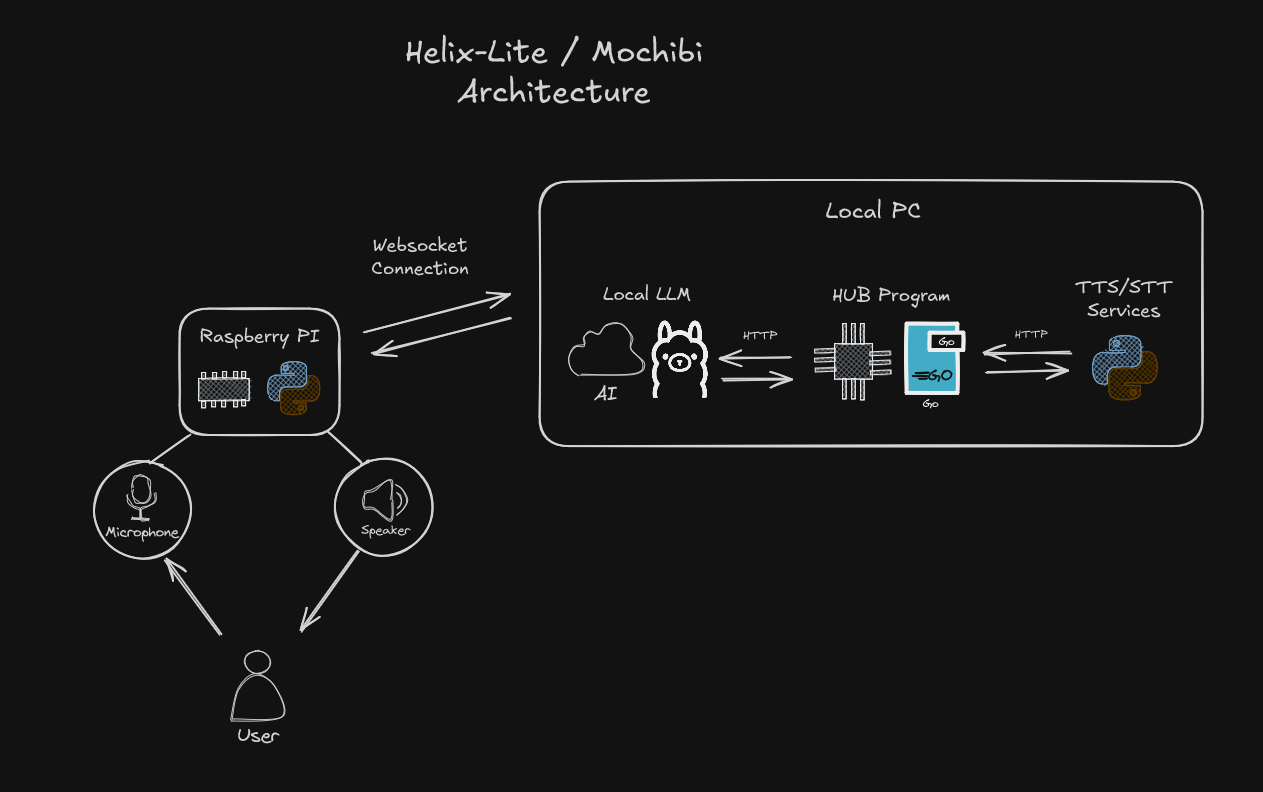 Helix-Lite / Mochibi
Architecture
Local PC
Websocket
Connection
Local LLM
HUB Program
TTS/STT
Services
Raspberry PI
HTTP
HTTP
GO
GO
AI
GO
Microphone
Speaker
User